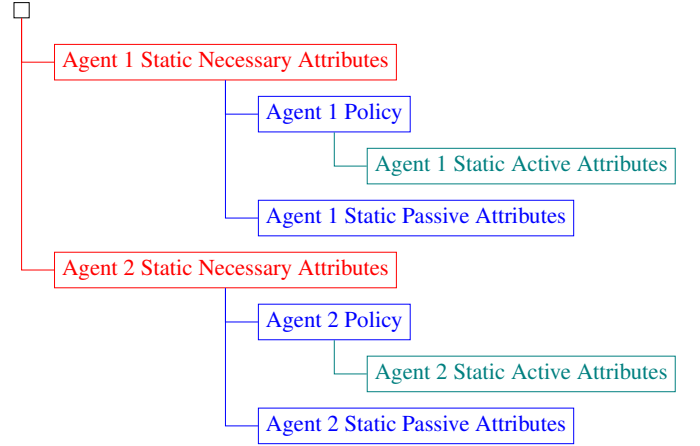 Agent 1 Static Necessary Attributes
Agent 1 Policy
Agent 1 Static Active Attributes
Agent 1 Static Passive Attributes
Agent 2 Static Necessary Attributes
Agent 2 Policy
Agent 2 Static Active Attributes
Agent 2 Static Passive Attributes